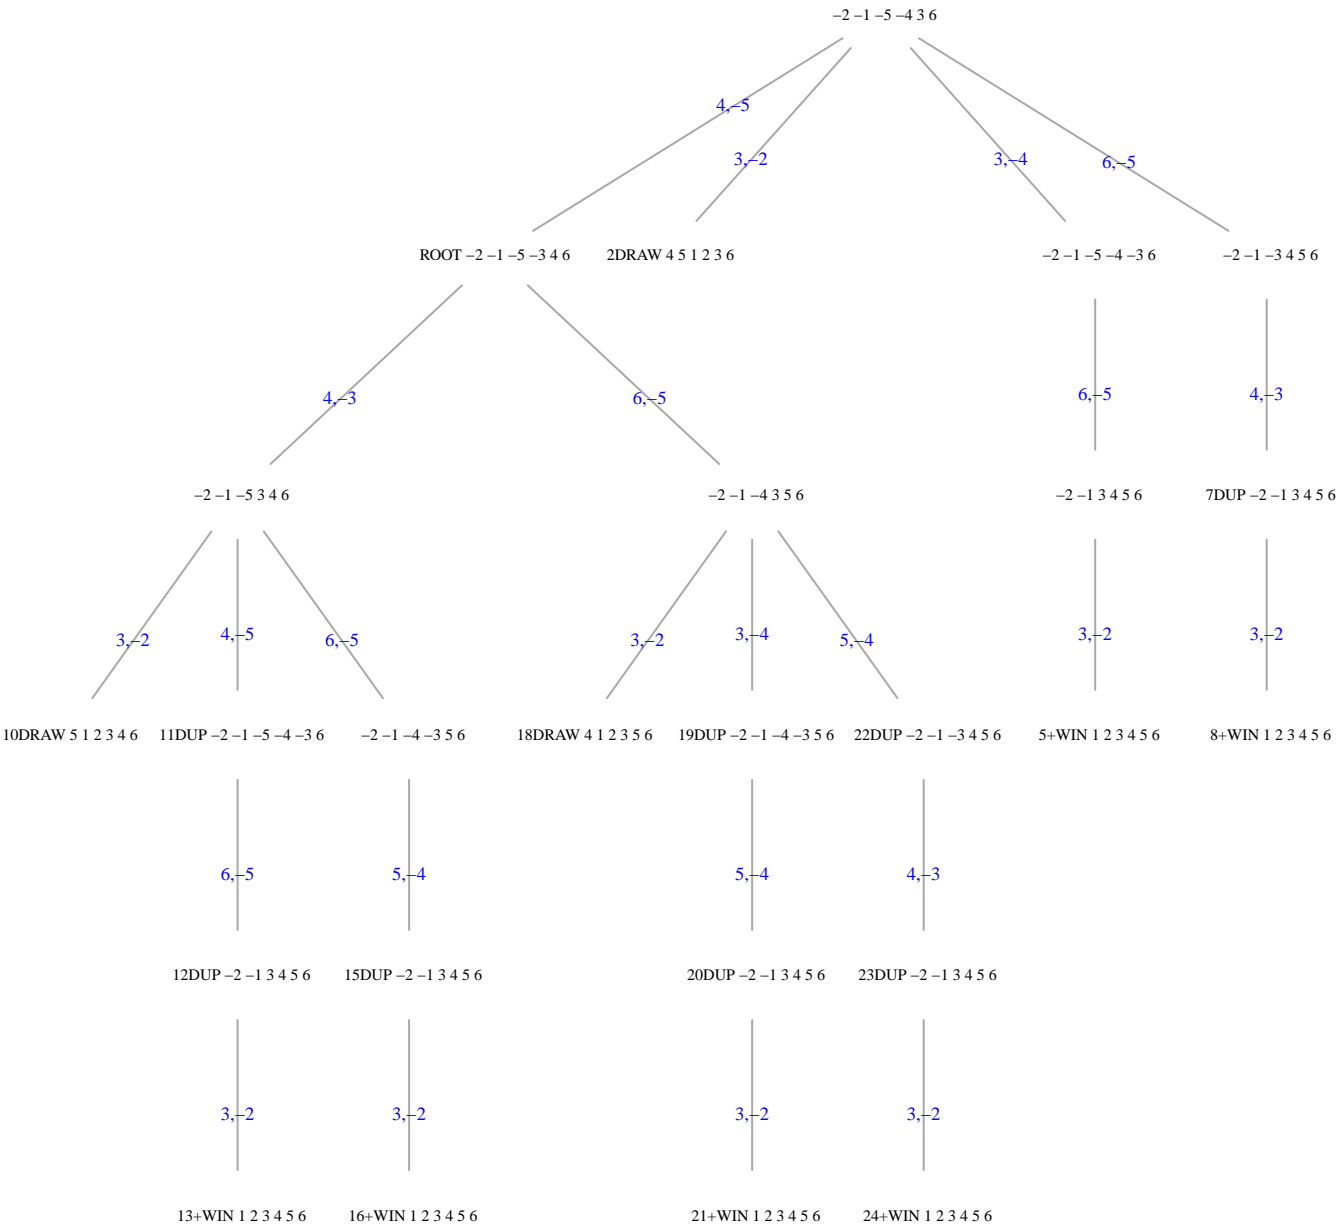 −2 −1 −5 −4 3 6
4,−5
3,−2
3,−4
6,−5
ROOT −2 −1 −5 −3 4 6
2DRAW 4 5 1 2 3 6
−2 −1 −5 −4 −3 6
−2 −1 −3 4 5 6
4,−3
6,−5
6,−5
4,−3
−2 −1 −5 3 4 6
−2 −1 −4 3 5 6
−2 −1 3 4 5 6
7DUP −2 −1 3 4 5 6
3,−2
4,−5
6,−5
3,−2
3,−4
5,−4
3,−2
3,−2
10DRAW 5 1 2 3 4 6
11DUP −2 −1 −5 −4 −3 6
−2 −1 −4 −3 5 6
18DRAW 4 1 2 3 5 6
19DUP −2 −1 −4 −3 5 6
22DUP −2 −1 −3 4 5 6
5+WIN 1 2 3 4 5 6
8+WIN 1 2 3 4 5 6
6,−5
5,−4
5,−4
4,−3
12DUP −2 −1 3 4 5 6
15DUP −2 −1 3 4 5 6
20DUP −2 −1 3 4 5 6
23DUP −2 −1 3 4 5 6
3,−2
3,−2
3,−2
3,−2
13+WIN 1 2 3 4 5 6
16+WIN 1 2 3 4 5 6
21+WIN 1 2 3 4 5 6
24+WIN 1 2 3 4 5 6